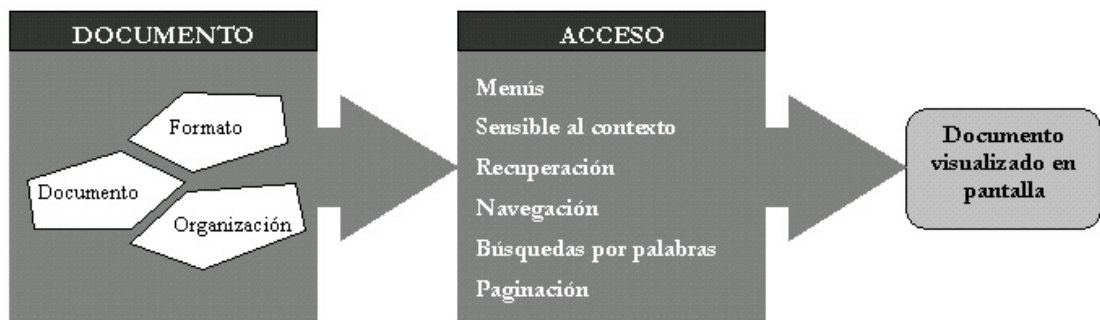 DOCUMENTO
Formato
Documento
Organización
ACCESO
Menús
Sensible al contexto
Recuperación
Navegación
Búsquedas por palabras
Paginación
Documento
visualizado en
pantalla